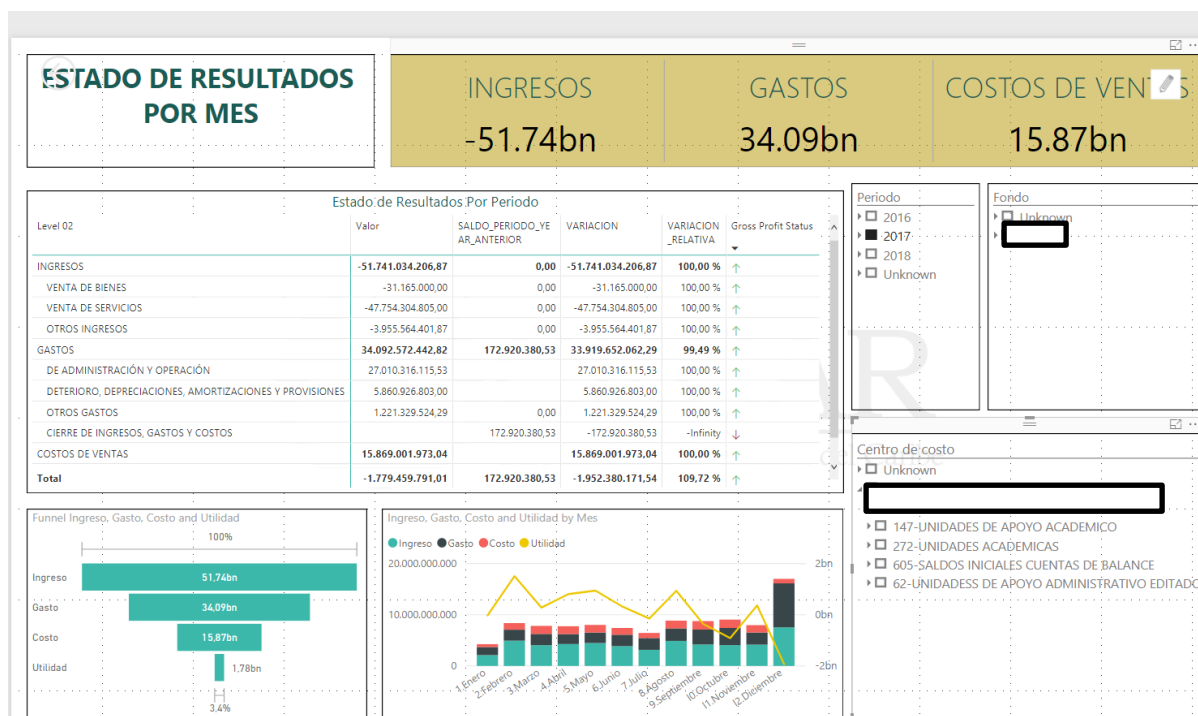 ESTADO DE RESULTADOS
POR MES
INGRESOS
-51.74bn
GASTOS
34.09bn
COSTOS DE VEN S
15.87bn
Estado de Resultados Por Periodo
Level 02 Valor SALDO_PERIODO_YE VARIACION VARIACION Gross Profit Status
AR_ANTERIOR _RELATIVA
INGRESOS -51.741.034.206,87 0,00 -51.741.034.206,87 100,00 %
VENTA DE BIENES -31.165.000,00 0,00 -31.165.000,00 100,00 %
VENTA DE SERVICIOS -47.754.304.805,00 0,00 -47.754.304.805,00 100,00 %
OTROS INGRESOS -3.955.564.401,87 0,00 -3.955.564.401,87 100,00 %
GASTOS 34.092.572.442,82 172.920.380,53 33.919.652.062,29 99,49 %
DE ADMINISTRACIÓN Y OPERACIÓN 27.010.316.115,53 27.010.316.115,53 100,00 %
DETERIORO, DEPRECIACIONES, AMORTIZACIONES Y PROVISIONES 5.860.926.803,00 5.860.926.803,00 100,00 %
OTROS GASTOS 1.221.329.524,29 0,00 1.221.329.524,29 100,00 %
CIERRE DE INGRESOS, GASTOS Y COSTOS 172.920.380,53 -172.920.380,53 -Infinity
COSTOS DE VENTAS 15.869.001.973,04 15.869.001.973,04 100,00 %
Total -1.779.459.791,01 172.920.380,53 -1.952.380.171,54 109,72 %
Periodo
2016
2017
2018
Unknown
Fondo
Unknown
R
Centro de costo
Unknown
147-UNIDADES DE APOYO ACADEMICO
272-UNIDADES ACADEMICAS
605-SALDOS INICIALES CUENTAS DE BALANCE
62-UNIDADESS DE APOYO ADMINISTRATIVO EDITADO
Funnel Ingreso, Gasto, Costo and Utilidad
100%
Ingreso 51,74bn
Gasto 34,09bn
Costo 15,87bn
Utilidad 1,78bn
3.4%
Ingreso, Gasto, Costo and Utilidad by Mes
Ingreso Gasto Costo Utilidad
20.000.000.000 2bn
10.000.000.000 0bn
0 -2bn
1.Enero
2.Febrero
3.Marzo
4.Abril
5.Mayo
6.Junio
7.Julio
8.Agosto
9.Septiembre
10.Octubre
11.Noviembre
12.Diciembre